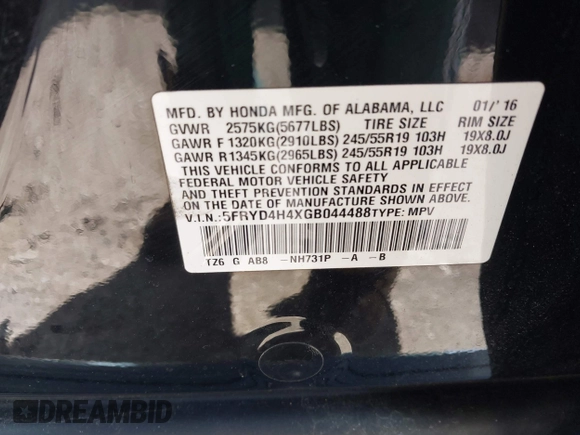 MFD. BY HONDA MFG. OF ALABAMA, LLC 01/'16
GVWR 2575KG(5677LBS) TIRE SIZE RIM SIZE
GAWR F 1320KG(2910LBS) 245/55R19 103H 19X8.0J
GAWR R 1345KG(2965LBS) 245/55R19 103H 19X8.0J
THIS VEHICLE CONFORMS TO ALL APPLICABLE
FEDERAL MOTOR VEHICLE SAFETY
AND BUMPER STANDARDS IN EFFECT ON
THE DATE OF MANUFACTURE SHOWN ABOVE.
V.I.N.:5FRYD4H4XGB044488 TYPE: MPV
TZ6 G AB8 -NH731P -A -B
DREAMBID